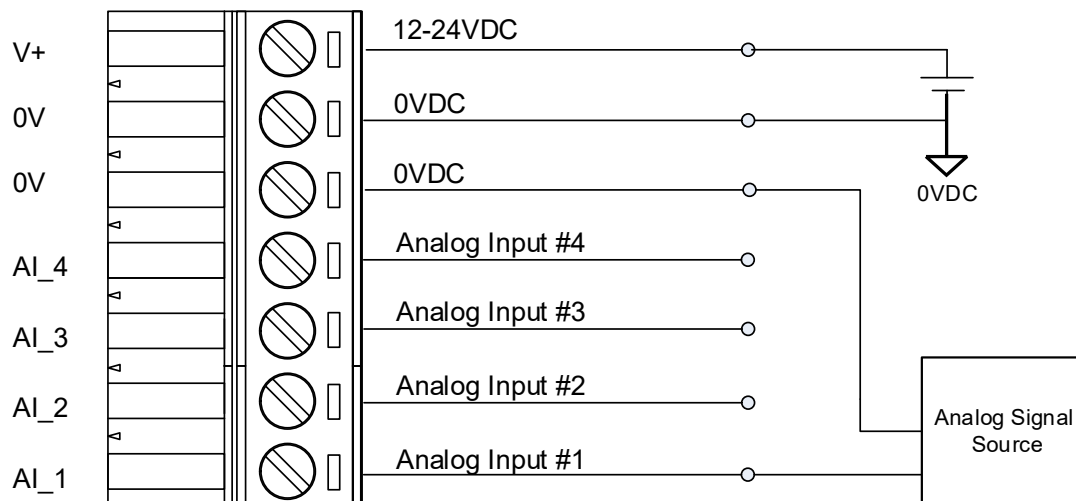 V+
12-24VDC
0V
0VDC
0V
0VDC
0VDC
AI_4
Analog Input #4
AI_3
Analog Input #3
AI_2
Analog Input #2
AI_1
Analog Input #1
Analog Signal
Source